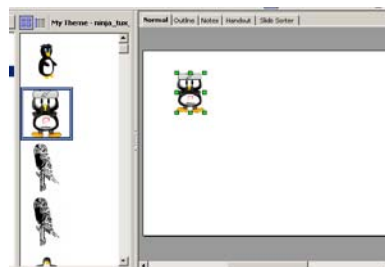 My Theme - ninja_tux,
Normal Outline Notes Handout Slide Sorter